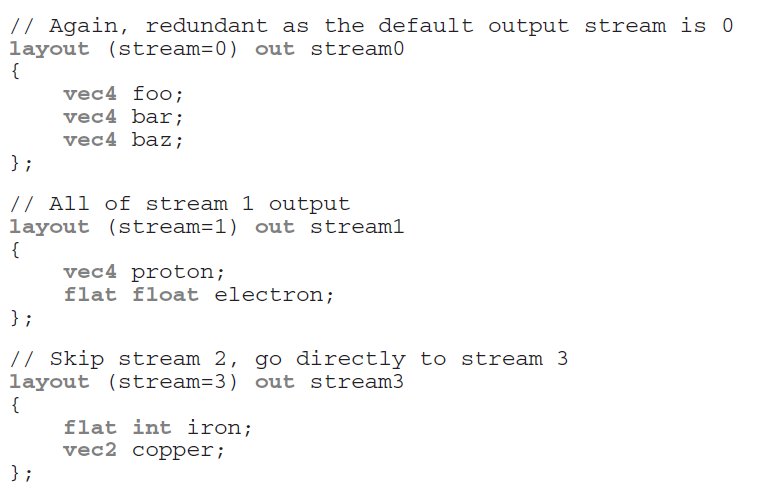 // Again, redundant as the default output stream is 0
layout (stream=0) out stream0
{
    vec4 foo;
    vec4 bar;
    vec4 baz;
};

// All of stream 1 output
layout (stream=1) out stream1
{
    vec4 proton;
    flat float electron;
};

// Skip stream 2, go directly to stream 3
layout (stream=3) out stream3
{
    flat int iron;
    vec2 copper;
};